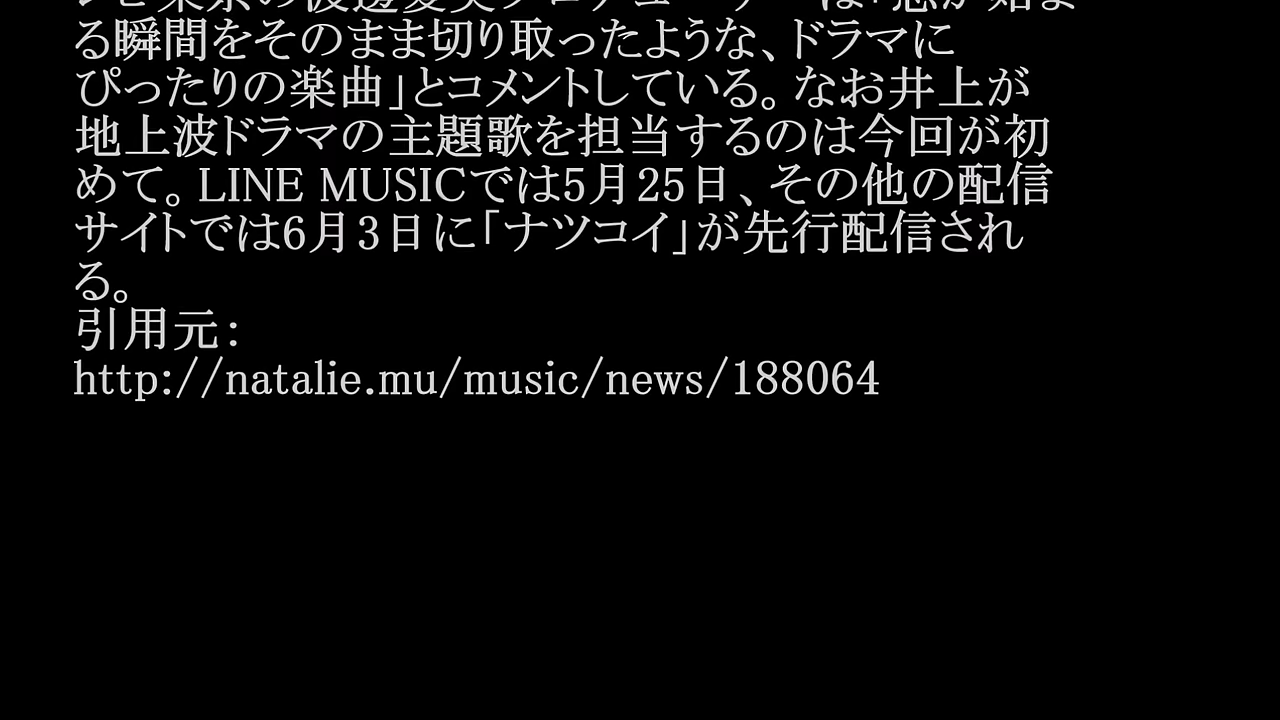 る瞬間をそのまま切り取ったような、ドラマに
ぴったりの楽曲」とコメントしている。なお井上が
地上波ドラマの主題歌を担当するのは今回が初
めて。LINE MUSICでは5月25日、その他の配信
サイトでは6月3日に「ナツコイ」が先行配信され
る。
引用元：
http://natalie.mu/music/news/188064